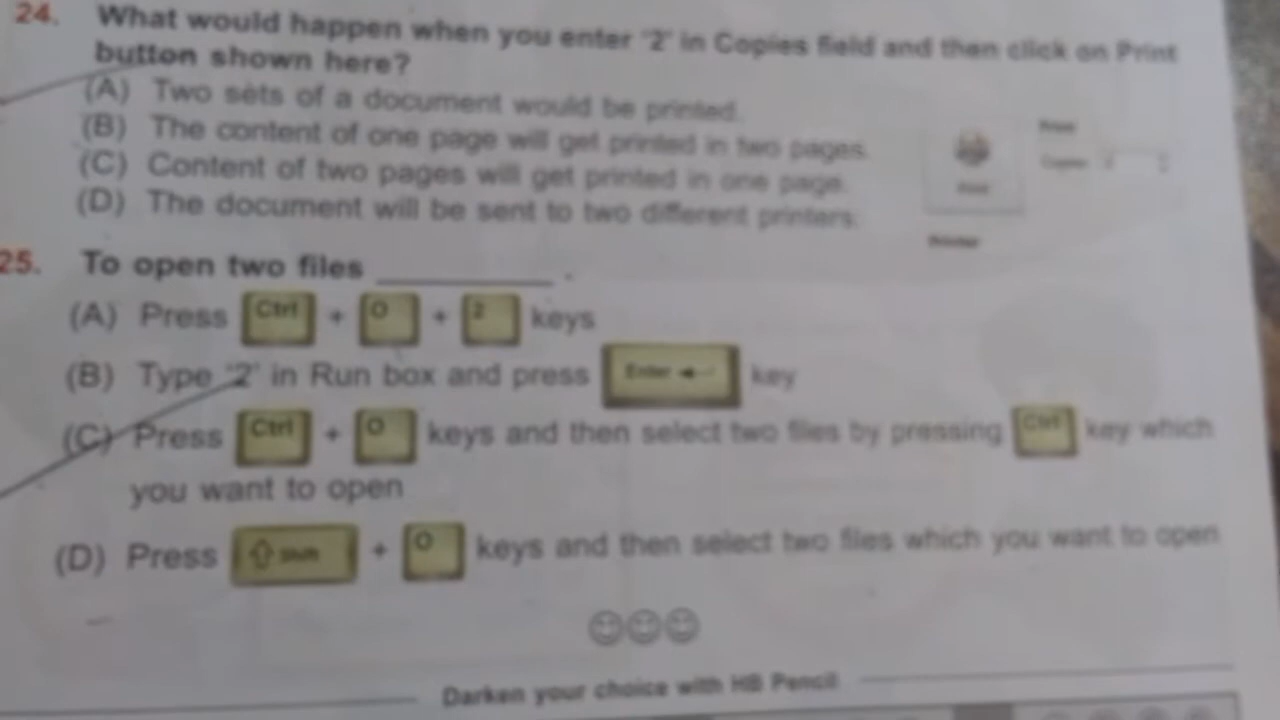 24. What would happen when you enter '2' in Copies field and then click on Print
button shown here?
(A) Two sets of a document would be printed.
(B) The content of one page will get printed in two pages.
(C) Content of two pages will get printed in one page.
(D) The document will be sent to two different printers.
Print
Copies:
Print
Printer
25. To open two files __________ .
(A) Press Ctrl + O + 2 keys
(B) Type '2' in Run box and press Enter key
(C) Press Ctrl + O keys and then select two files by pressing Ctrl key which
you want to open
(D) Press Shift + O keys and then select two files which you want to open
Darken your choice with HB Pencil